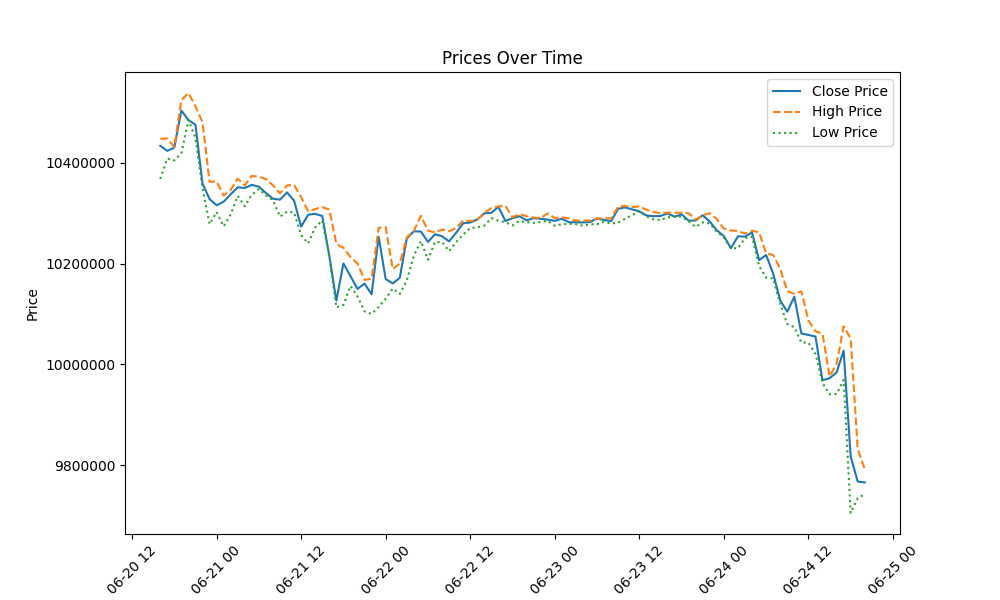 Prices Over Time
Close Price
High Price
Low Price
Price
10400000
10200000
10000000
9800000
06-20 12
06-21 00
06-21 12
06-22 00
06-22 12
06-23 00
06-23 12
06-24 00
06-24 12
06-25 00